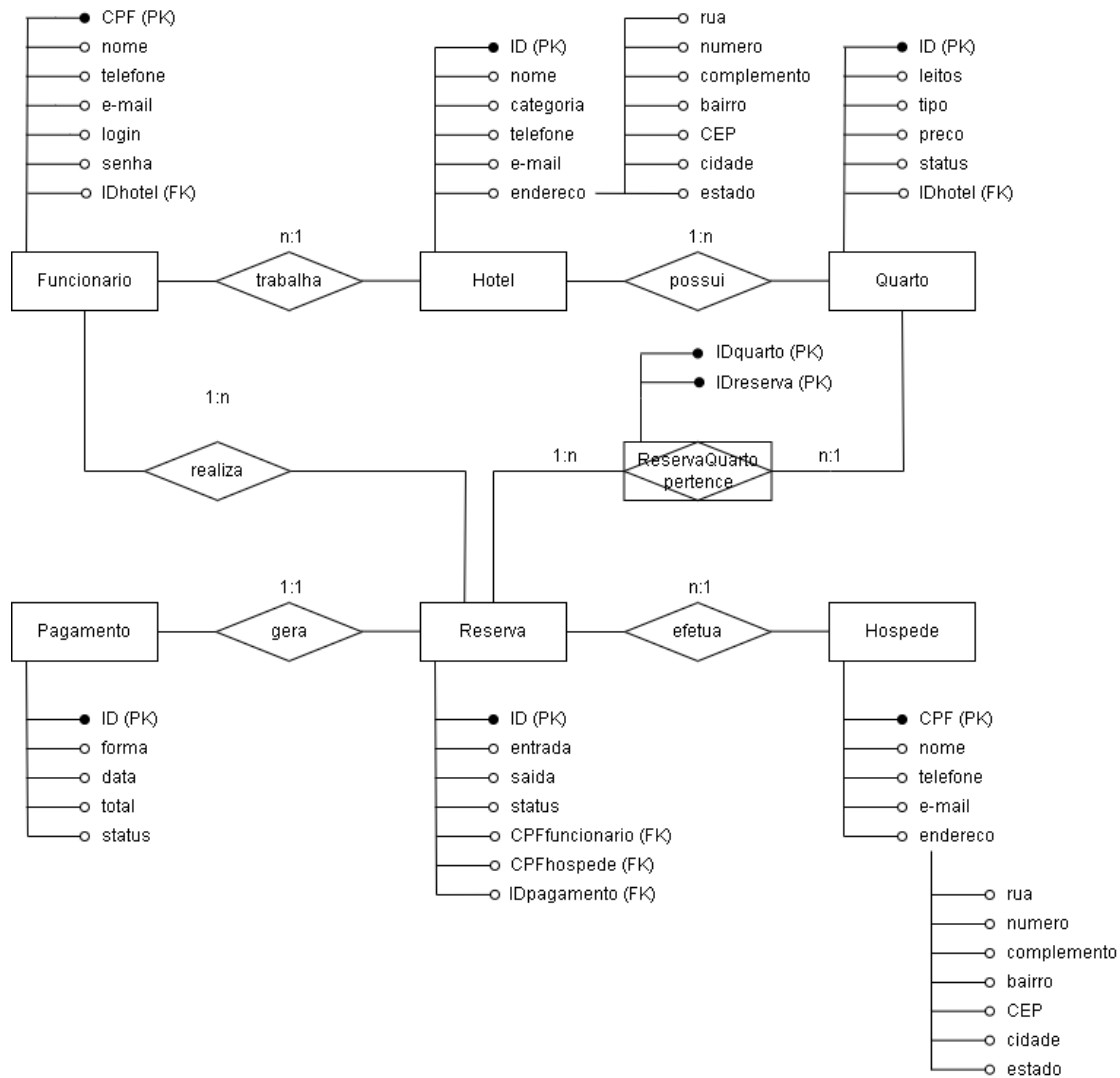 CPF (PK)
nome
telefone
e-mail
login
senha
IDhotel (FK)
ID (PK)
nome
categoria
telefone
e-mail
endereco
rua
numero
complemento
bairro
CEP
cidade
estado
ID (PK)
leitos
tipo
preco
status
IDhotel (FK)
n:1
1:n
Funcionario
trabalha
Hotel
possui
Quarto
IDquarto (PK)
IDreserva (PK)
1:n
realiza
1:n
ReservaQuarto
pertence
n:1
1:1
n:1
Pagamento
gera
Reserva
efetua
Hospede
ID (PK)
forma
data
total
status
ID (PK)
entrada
saida
status
CPFfuncionario (FK)
CPFhospede (FK)
IDpagamento (FK)
CPF (PK)
nome
telefone
e-mail
endereco
rua
numero
complemento
bairro
CEP
cidade
estado